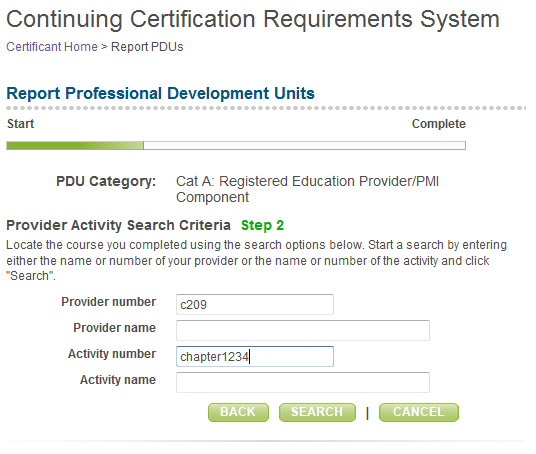 Continuing Certification Requirements System
Certificant Home > Report PDUs
Report Professional Development Units
Start Complete
PDU Category: Cat A: Registered Education Provider/PMI
Component
Provider Activity Search Criteria Step 2
Locate the course you completed using the search options below. Start a search by entering
either the name or number of your provider or the name or number of the activity and click
"Search".
Provider number c209
Provider name
Activity number chapter1234
Activity name
BACK SEARCH | CANCEL